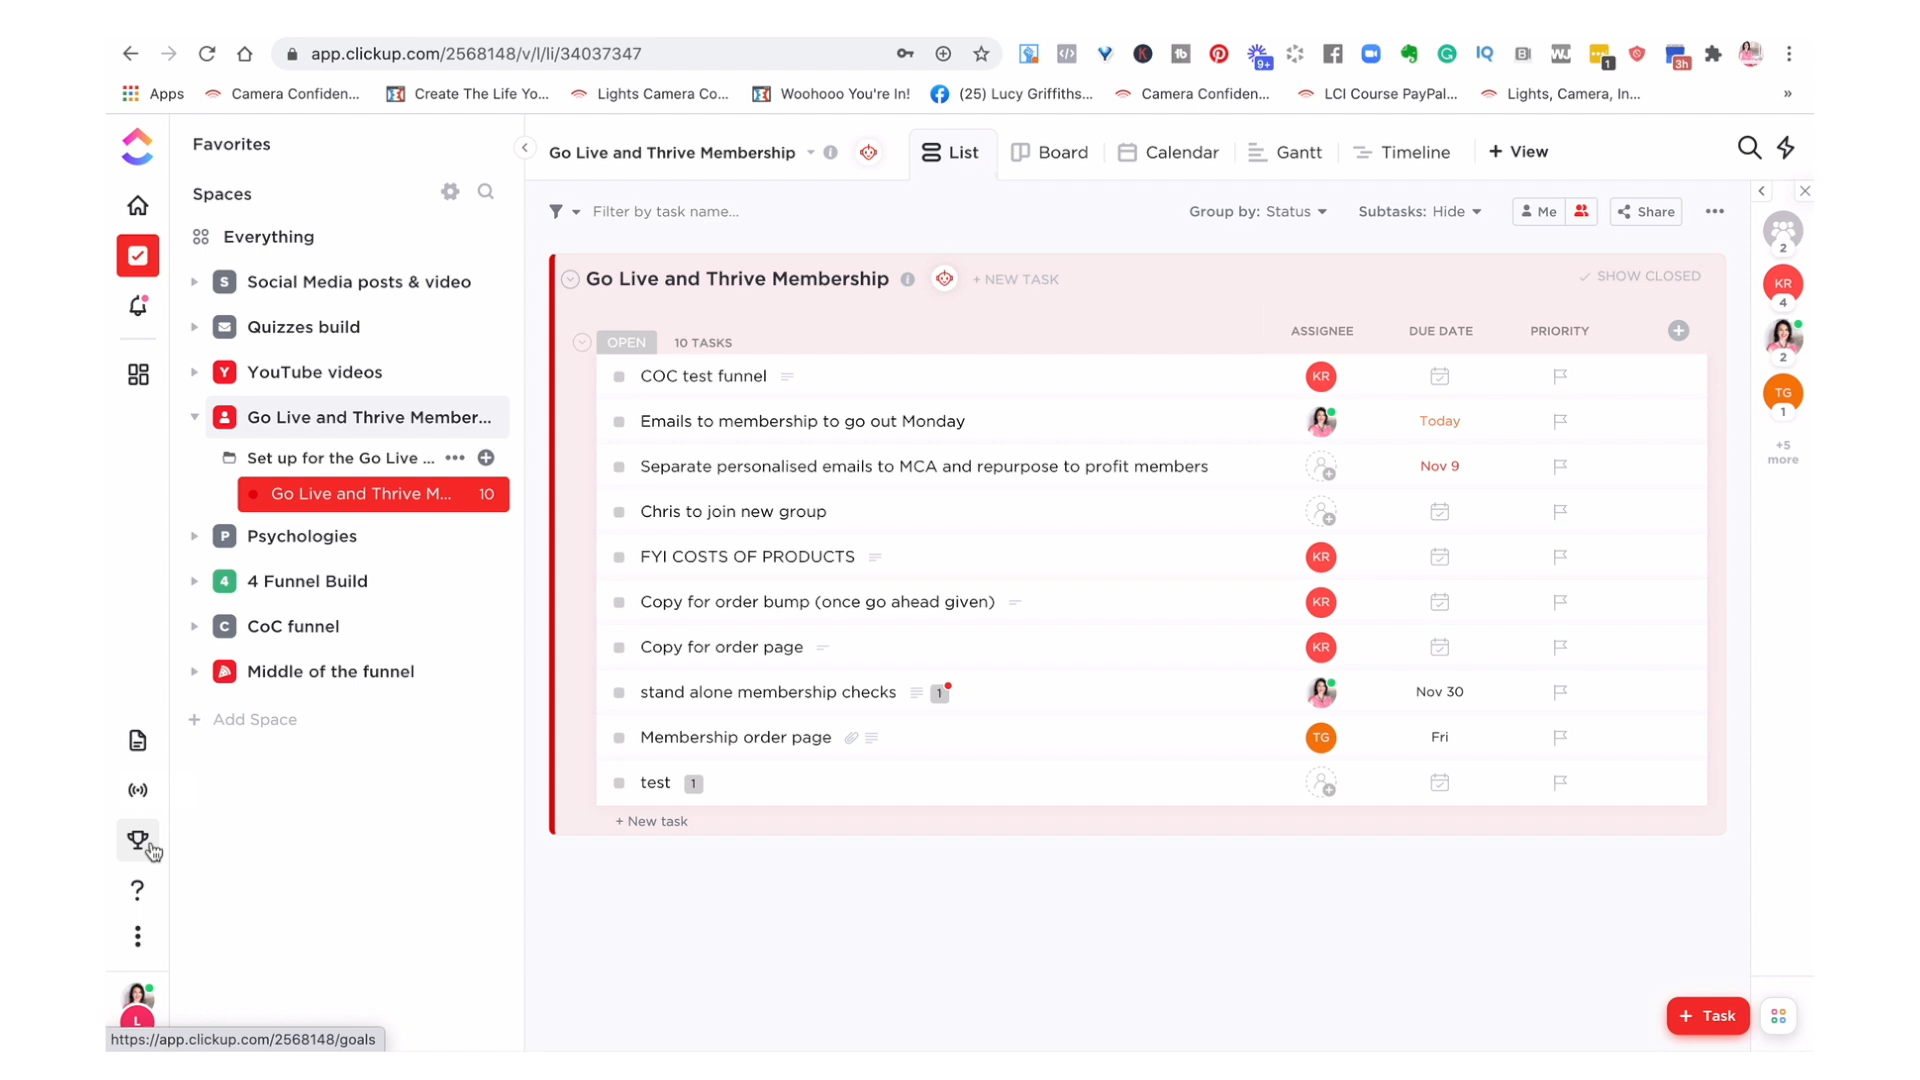 app.clickup.com/2568148/v/l/li/34037347
9+
1
3h
Apps
Camera Confiden...
Create The Life Yo...
Lights Camera Co...
Woohooo You're In!
(25) Lucy Griffiths...
Camera Confiden...
LCI Course PayPal...
Lights, Camera, In...
»
Favorites
Go Live and Thrive Membership
List
Board
Calendar
Gantt
Timeline
+ View
Spaces
Filter by task name...
Group by: Status
Subtasks: Hide
Me
Share
Everything
S Social Media posts & video
Quizzes build
Y YouTube videos
Go Live and Thrive Member...
Set up for the Go Live ...
Go Live and Thrive M... 10
P Psychologies
4 4 Funnel Build
C CoC funnel
Middle of the funnel
+ Add Space
Go Live and Thrive Membership
+ NEW TASK
SHOW CLOSED
OPEN 10 TASKS
ASSIGNEE DUE DATE PRIORITY
COC test funnel KR
Emails to membership to go out Monday Today
Separate personalised emails to MCA and repurpose to profit members Nov 9
Chris to join new group
FYI COSTS OF PRODUCTS KR
Copy for order bump (once go ahead given) KR
Copy for order page KR
stand alone membership checks 1 Nov 30
Membership order page TG Fri
test 1
+ New task
2
KR
4
2
TG
1
+5
more
?
L
+ Task
https://app.clickup.com/2568148/goals